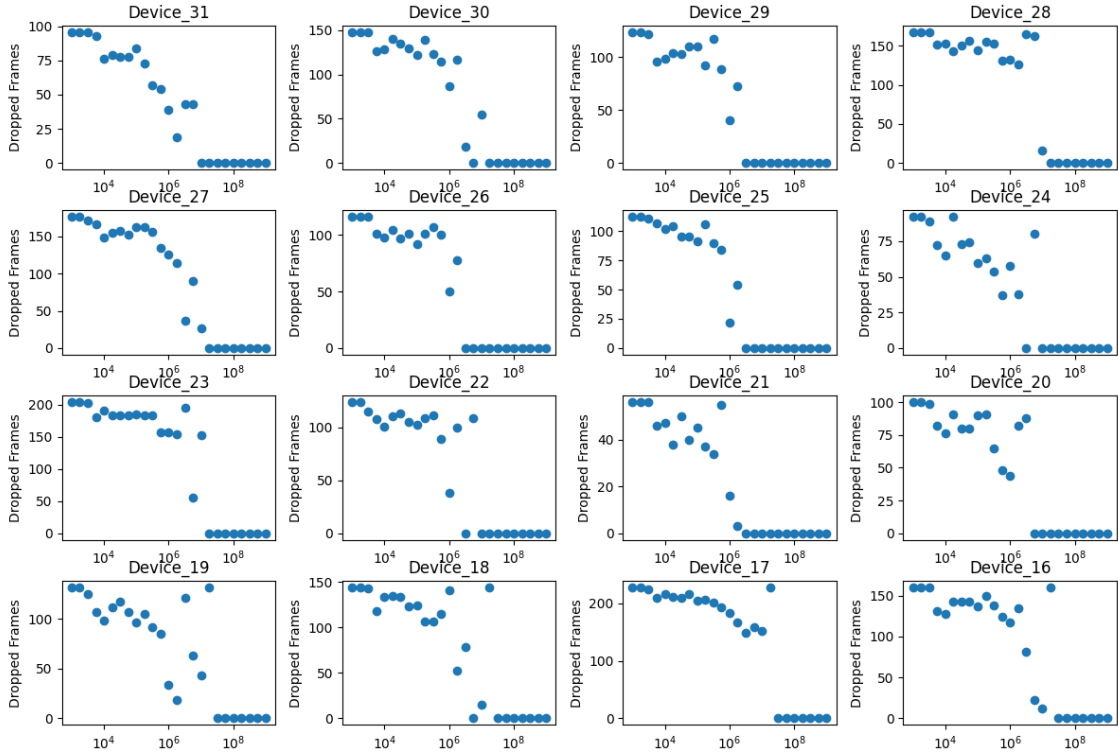 Device_31 Device_30 Device_29 Device_28
Dropped Frames Dropped Frames Dropped Frames Dropped Frames
100 150 100 150
75 100 50 100
50 50 0 50
25 0 0
0
10^4 10^6 10^8 10^4 10^6 10^8 10^4 10^6 10^8 10^4 10^6 10^8
Device_27 Device_26 Device_25 Device_24
Dropped Frames Dropped Frames Dropped Frames Dropped Frames
150 100 100 75
100 50 75 50
50 0 50 25
0 25 0
0
10^4 10^6 10^8 10^4 10^6 10^8 10^4 10^6 10^8 10^4 10^6 10^8
Device_23 Device_22 Device_21 Device_20
Dropped Frames Dropped Frames Dropped Frames Dropped Frames
200 100 40 100
150 50 20 75
100 0 0 50
50 25
0 0
10^4 10^6 10^8 10^4 10^6 10^8 10^4 10^6 10^8 10^4 10^6 10^8
Device_19 Device_18 Device_17 Device_16
Dropped Frames Dropped Frames Dropped Frames Dropped Frames
100 150 200 150
50 100 100 100
0 50 0 50
0 0
10^4 10^6 10^8 10^4 10^6 10^8 10^4 10^6 10^8 10^4 10^6 10^8